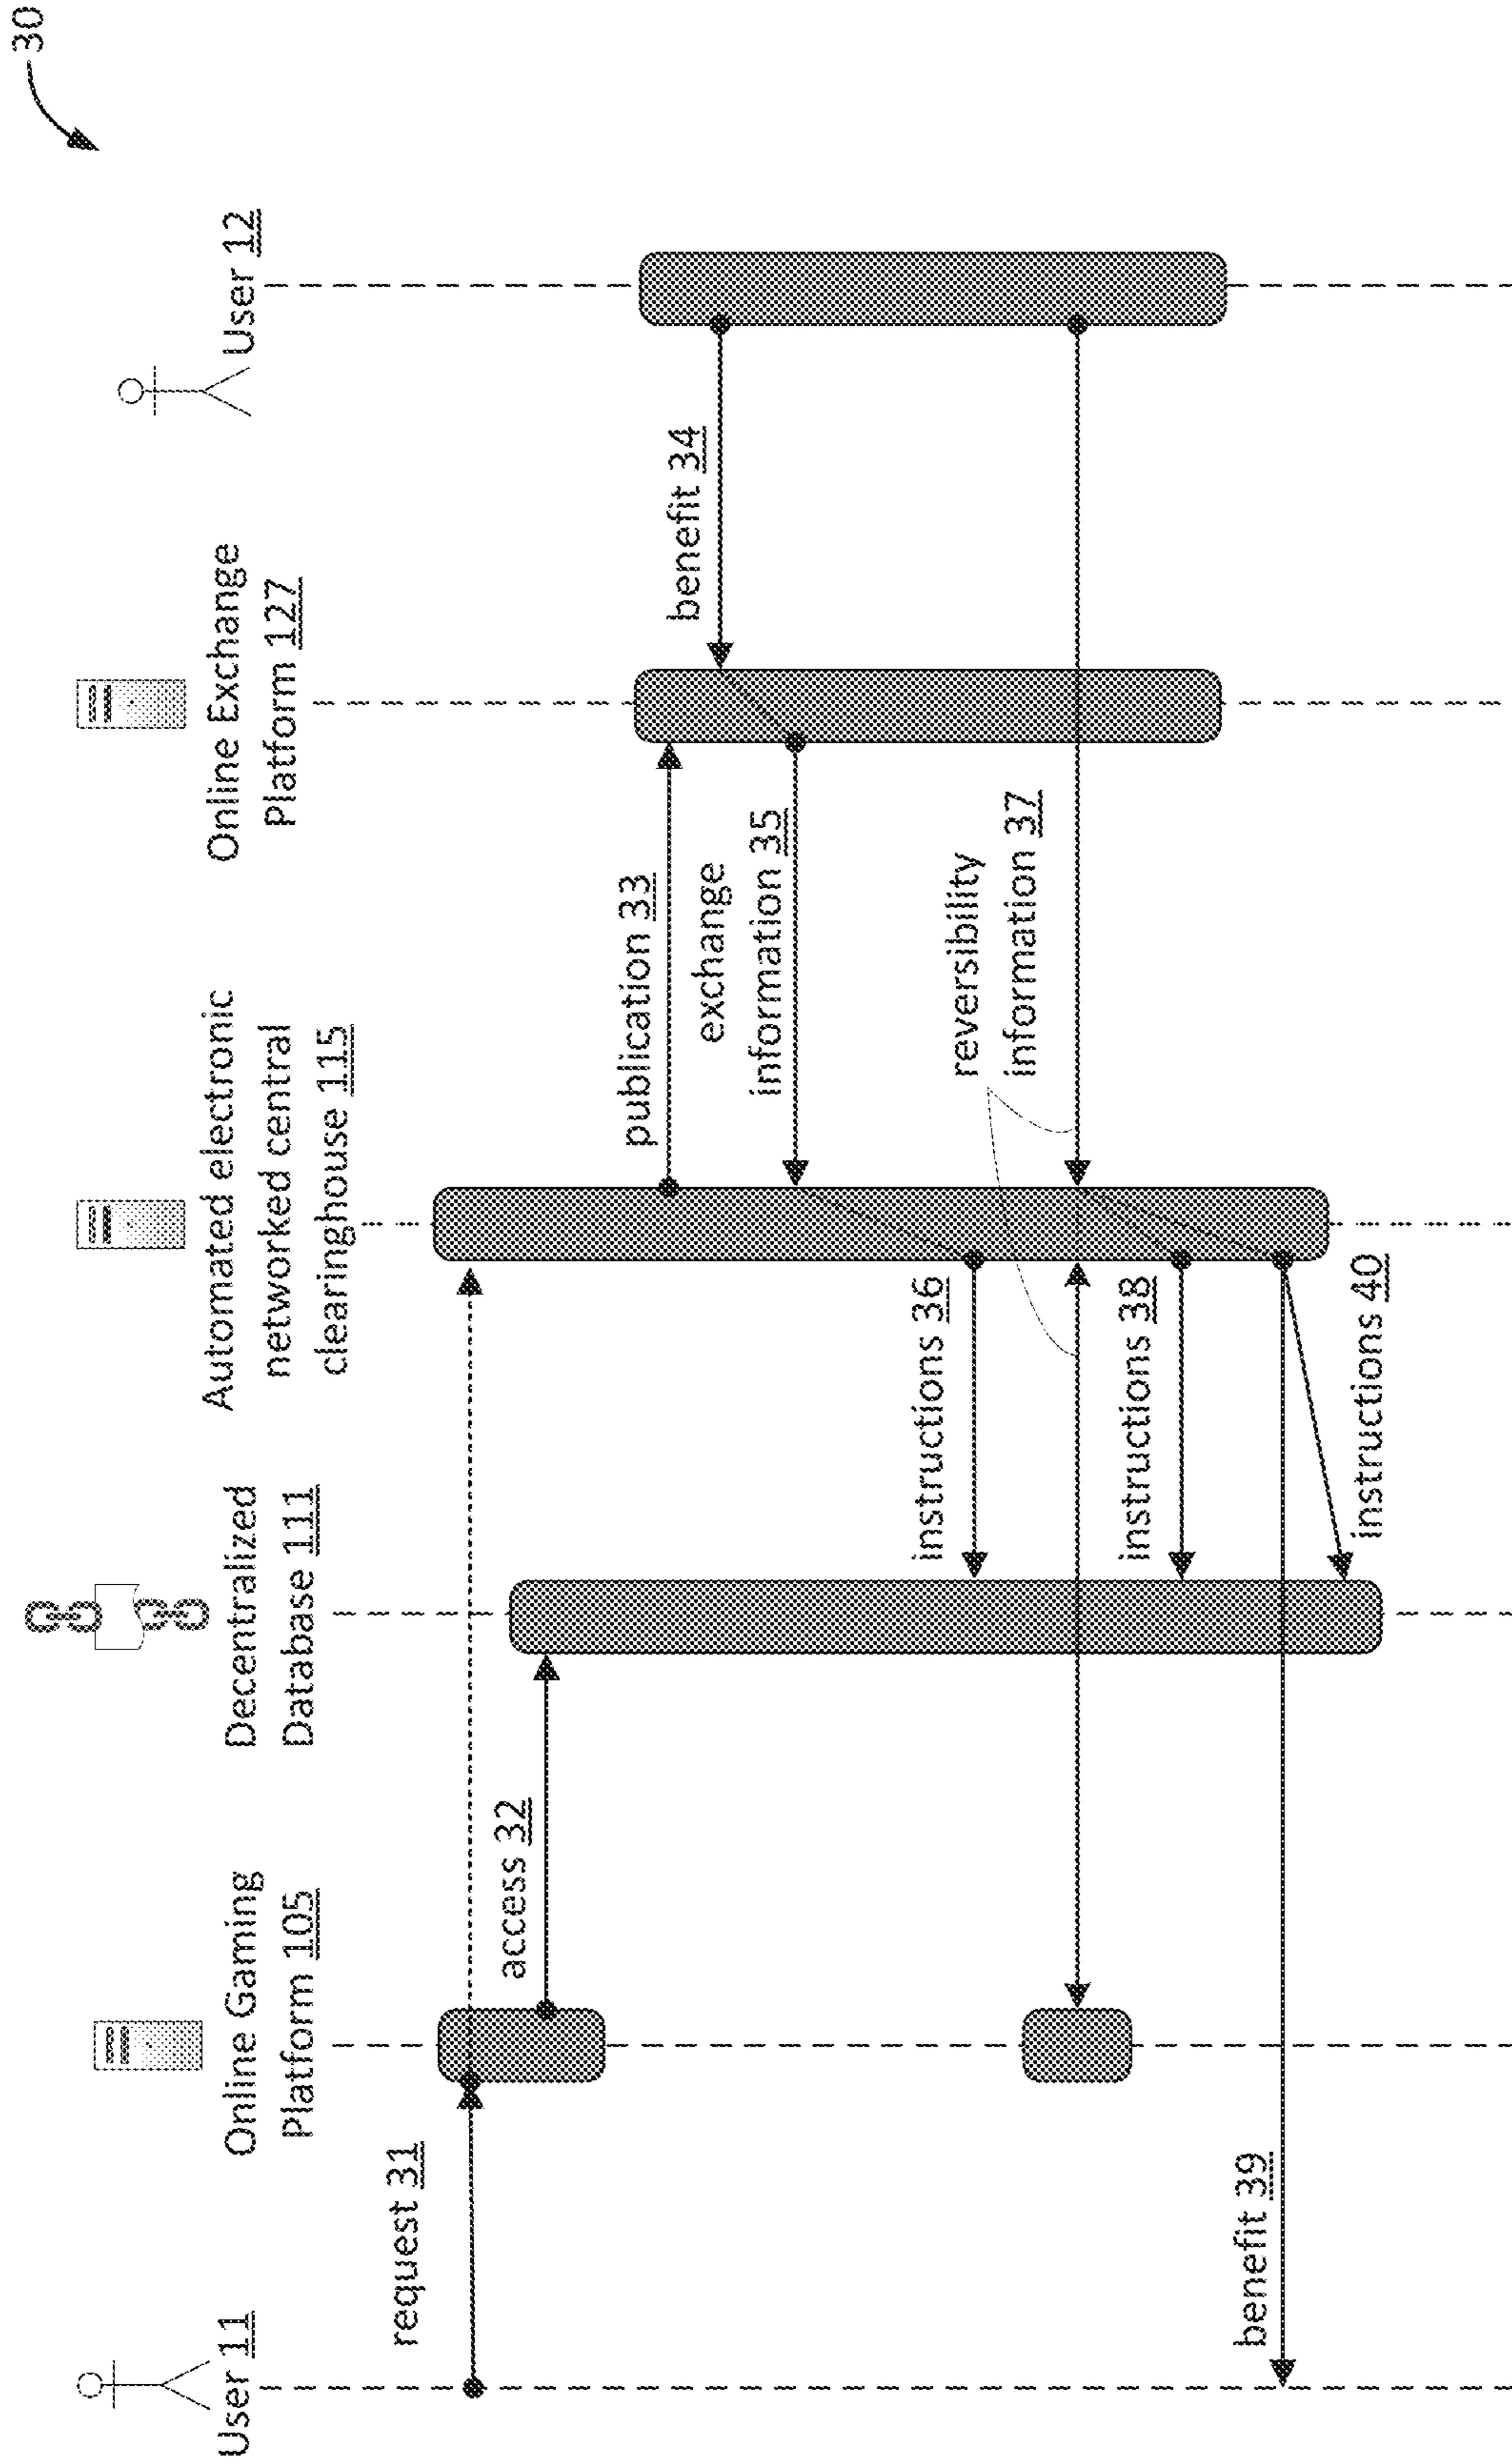 30
User 11
Online Gaming
Platform 105
Decentralized
Database 111
Automated electronic
networked central
clearinghouse 115
Online Exchange
Platform 127
User 12
request 31
access 32
publication 33
benefit 34
exchange
information 35
instructions 36
reversibility
information 37
instructions 38
benefit 39
instructions 40